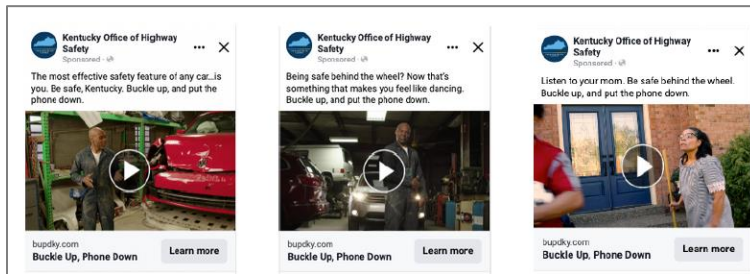 Kentucky Office of Highway
Safety
Sponsored ·
The most effective safety feature of any car...is
you. Be safe, Kentucky. Buckle up, and put the
phone down.
bupdky.com
Buckle Up, Phone Down
Learn more
Kentucky Office of Highway
Safety
Sponsored ·
Being safe behind the wheel? Now that's
something that makes you feel like dancing.
Buckle up, and put the phone down.
bupdky.com
Buckle Up, Phone Down
Learn more
Kentucky Office of Highway
Safety
Sponsored ·
Listen to your mom. Be safe behind the wheel.
Buckle up, and put the phone down.
bupdky.com
Buckle Up, Phone Down
Learn more